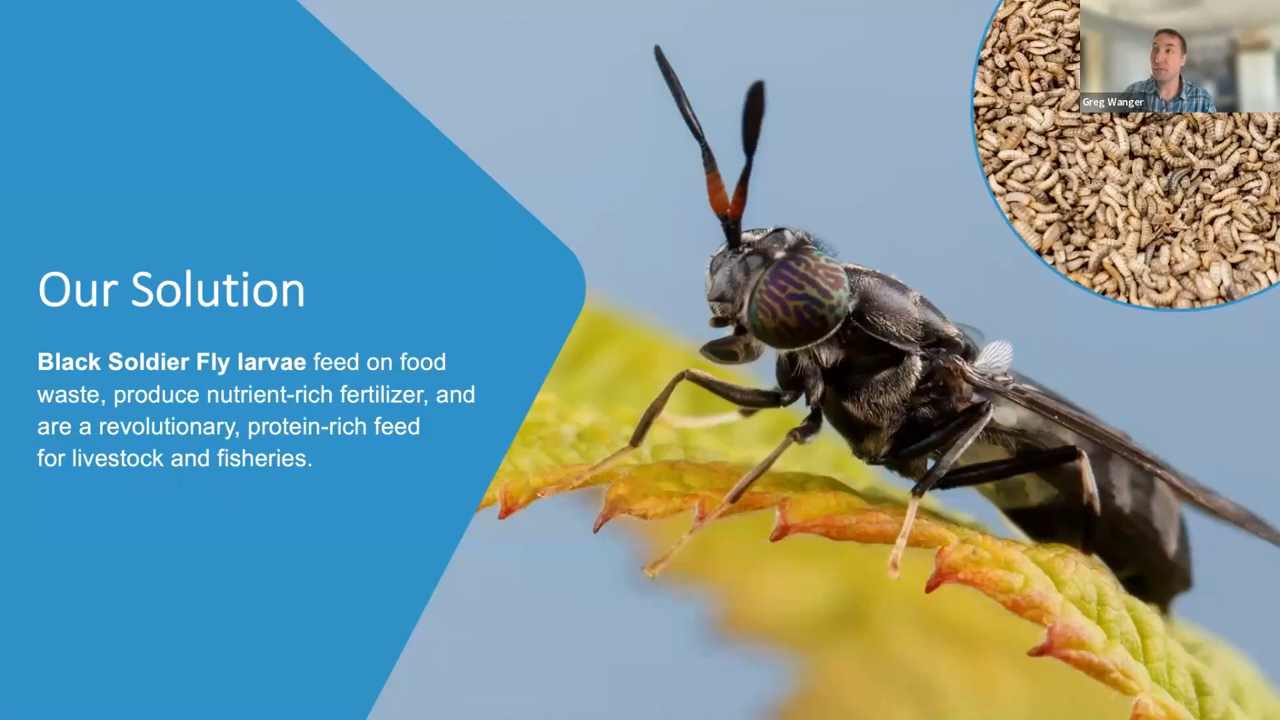 Greg Wanger
Our Solution
Black Soldier Fly larvae feed on food
waste, produce nutrient-rich fertilizer, and
are a revolutionary, protein-rich feed
for livestock and fisheries.